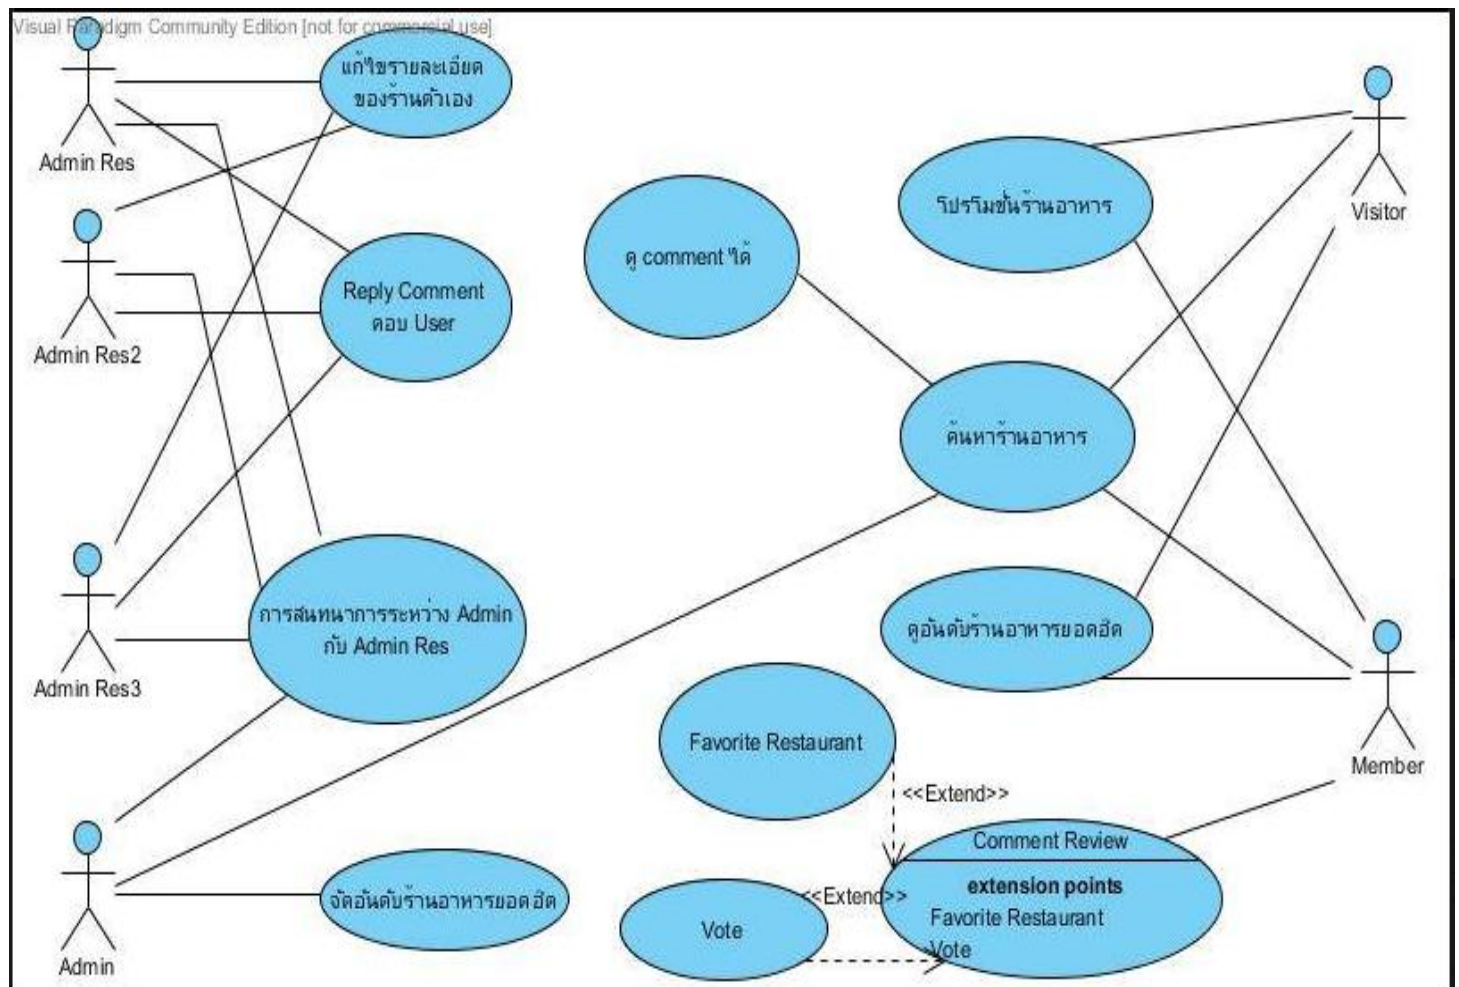 Visual Paradigm Community Edition [not for commercial use]
แก้ไขรายละเอียด
ของร้านตัวเอง
Admin Res
Visitor
โปรโมชั่นร้านอาหาร
ดู comment ได้
Admin Res2
Reply Comment
ตอบ User
ค้นหาร้านอาหาร
Admin Res3
การสนทนาการระหว่าง Admin
กับ Admin Res
ดูอันดับร้านอาหารยอดฮิต
Member
Favorite Restaurant
<<Extend>>
Comment Review
extension points
Favorite Restaurant
Vote
<<Extend>>
Vote
จัดอันดับร้านอาหารยอดฮิต
Admin